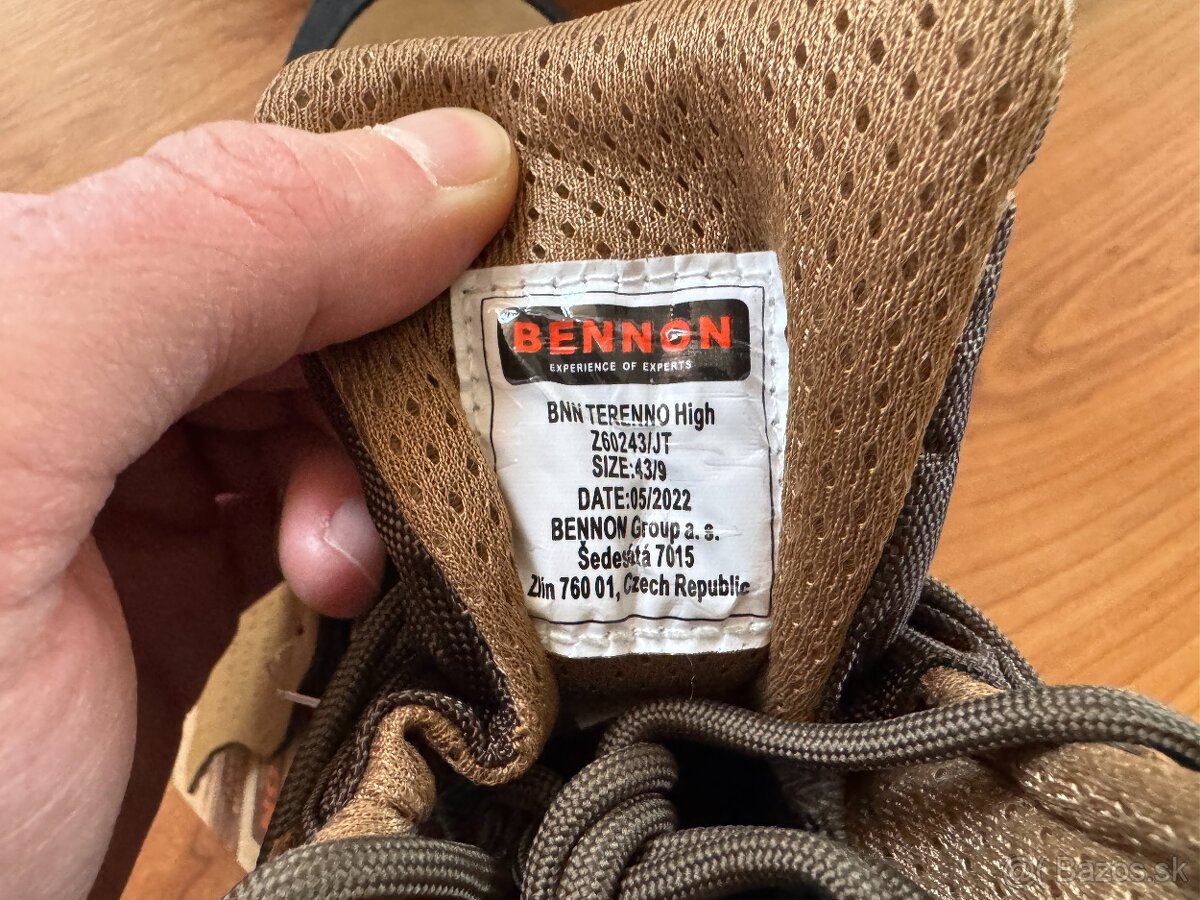 BENNON
EXPERIENCE OF EXPERTS
BNN TERENNO High
Z60243/JT
SIZE:43/9
DATE:05/2022
BENNON Group a. s.
Šedesátá 7015
Zlín 760 01, Czech Republic
Bazos.sk